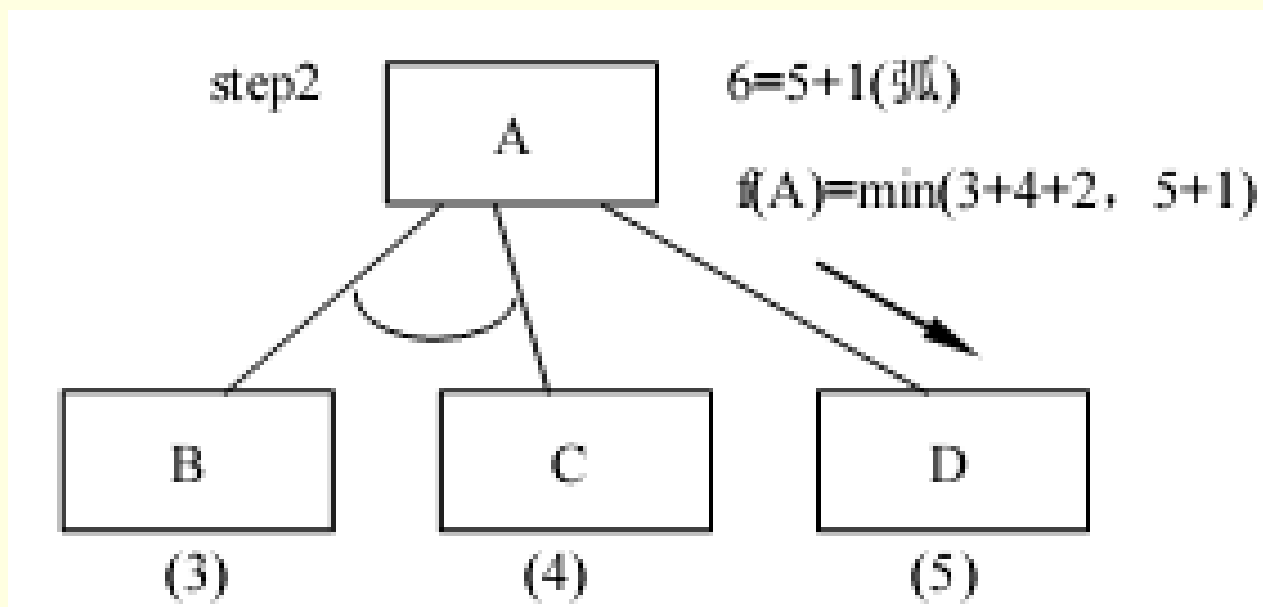 step2
6=5+1(弧)
A
f(A)=min(3+4+2，5+1)
B
C
D
(3)
(4)
(5)